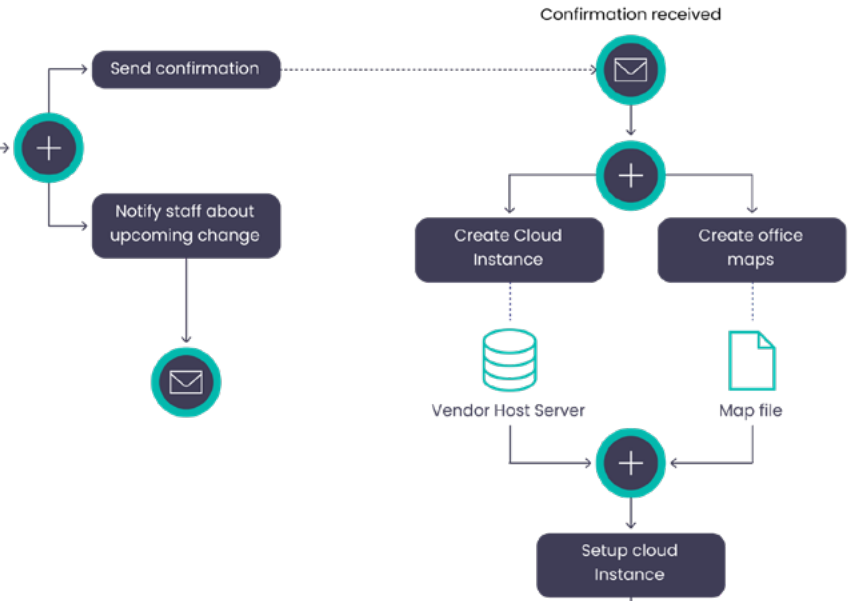 Confirmation received
Send confirmation
Notify staff about
upcoming change
Create Cloud
Instance
Create office
maps
Vendor Host Server
Map file
Setup cloud
Instance